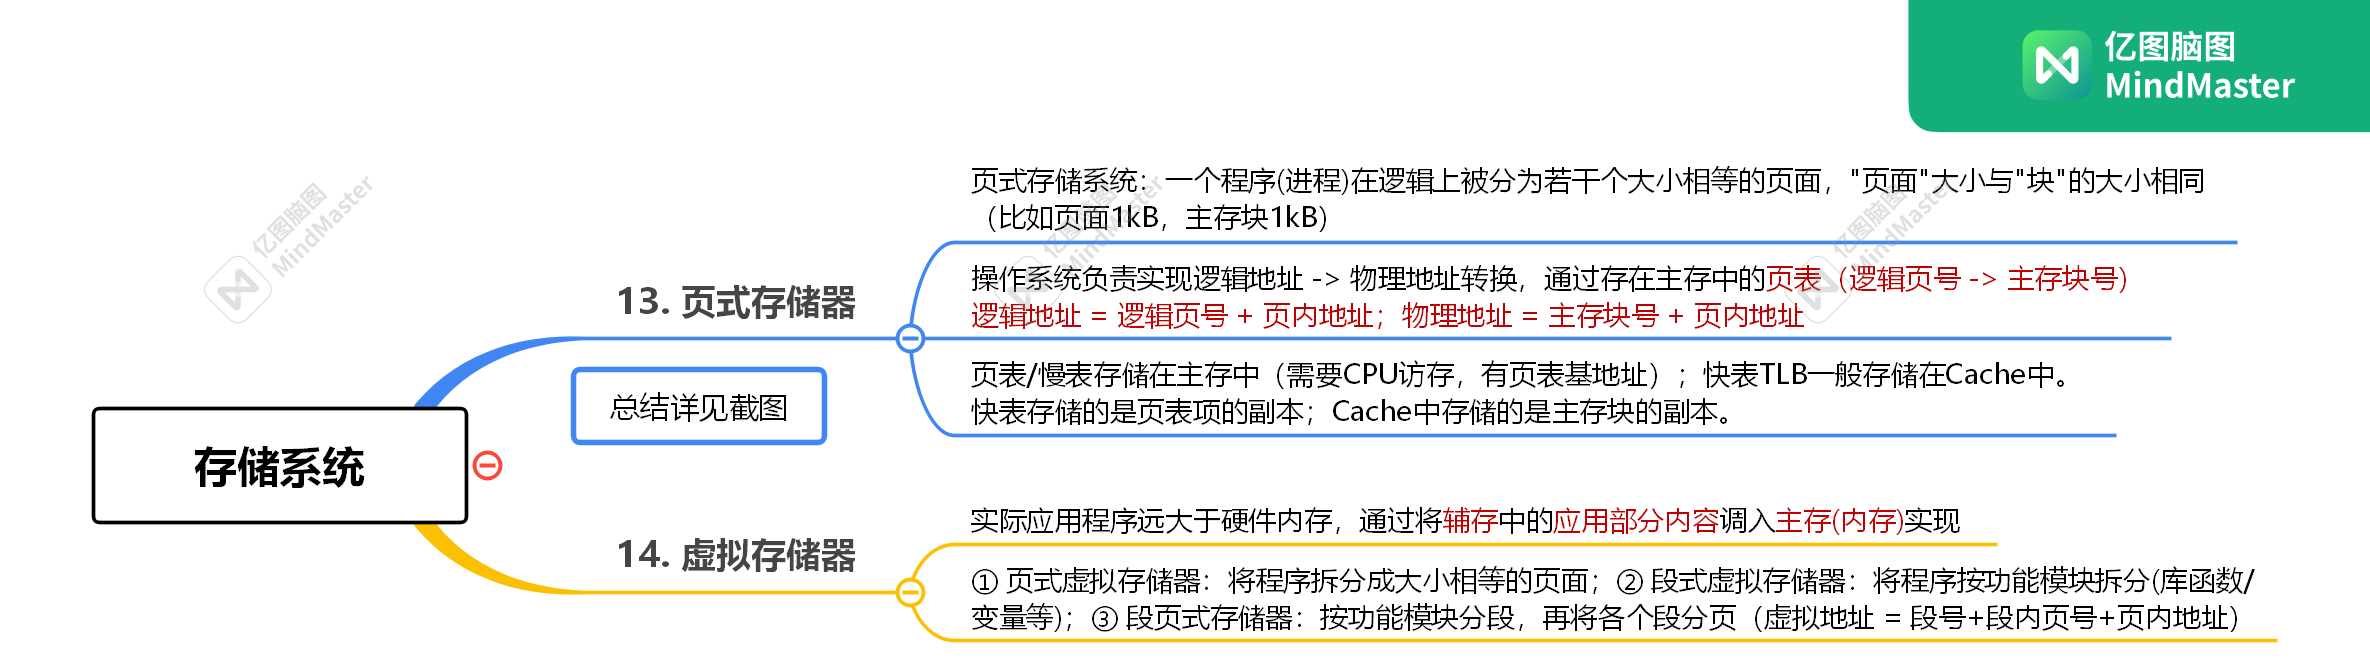 亿图脑图
MindMaster
页式存储系统：一个程序(进程)在逻辑上被分为若干个大小相等的页面，"页面"大小与"块"的大小相同
（比如页面1kB，主存块1kB）
13. 页式存储器
操作系统负责实现逻辑地址 -> 物理地址转换，通过存在主存中的页表（逻辑页号 -> 主存块号）
逻辑地址 = 逻辑页号 + 页内地址；物理地址 = 主存块号 + 页内地址
页表/慢表存储在主存中（需要CPU访存，有页表基地址）；快表TLB一般存储在Cache中。
快表存储的是页表项的副本；Cache中存储的是主存块的副本。
总结详见截图
存储系统
14. 虚拟存储器
实际应用程序远大于硬件内存，通过将辅存中的应用部分内容调入主存(内存)实现
① 页式虚拟存储器：将程序拆分成大小相等的页面；② 段式虚拟存储器：将程序按功能模块拆分(库函数/
变量等)；③ 段页式存储器：按功能模块分段，再将各个段分页（虚拟地址 = 段号+段内页号+页内地址）
亿图脑图
MindMaster
亿图脑图
MindMaster
亿图脑图
MindMaster